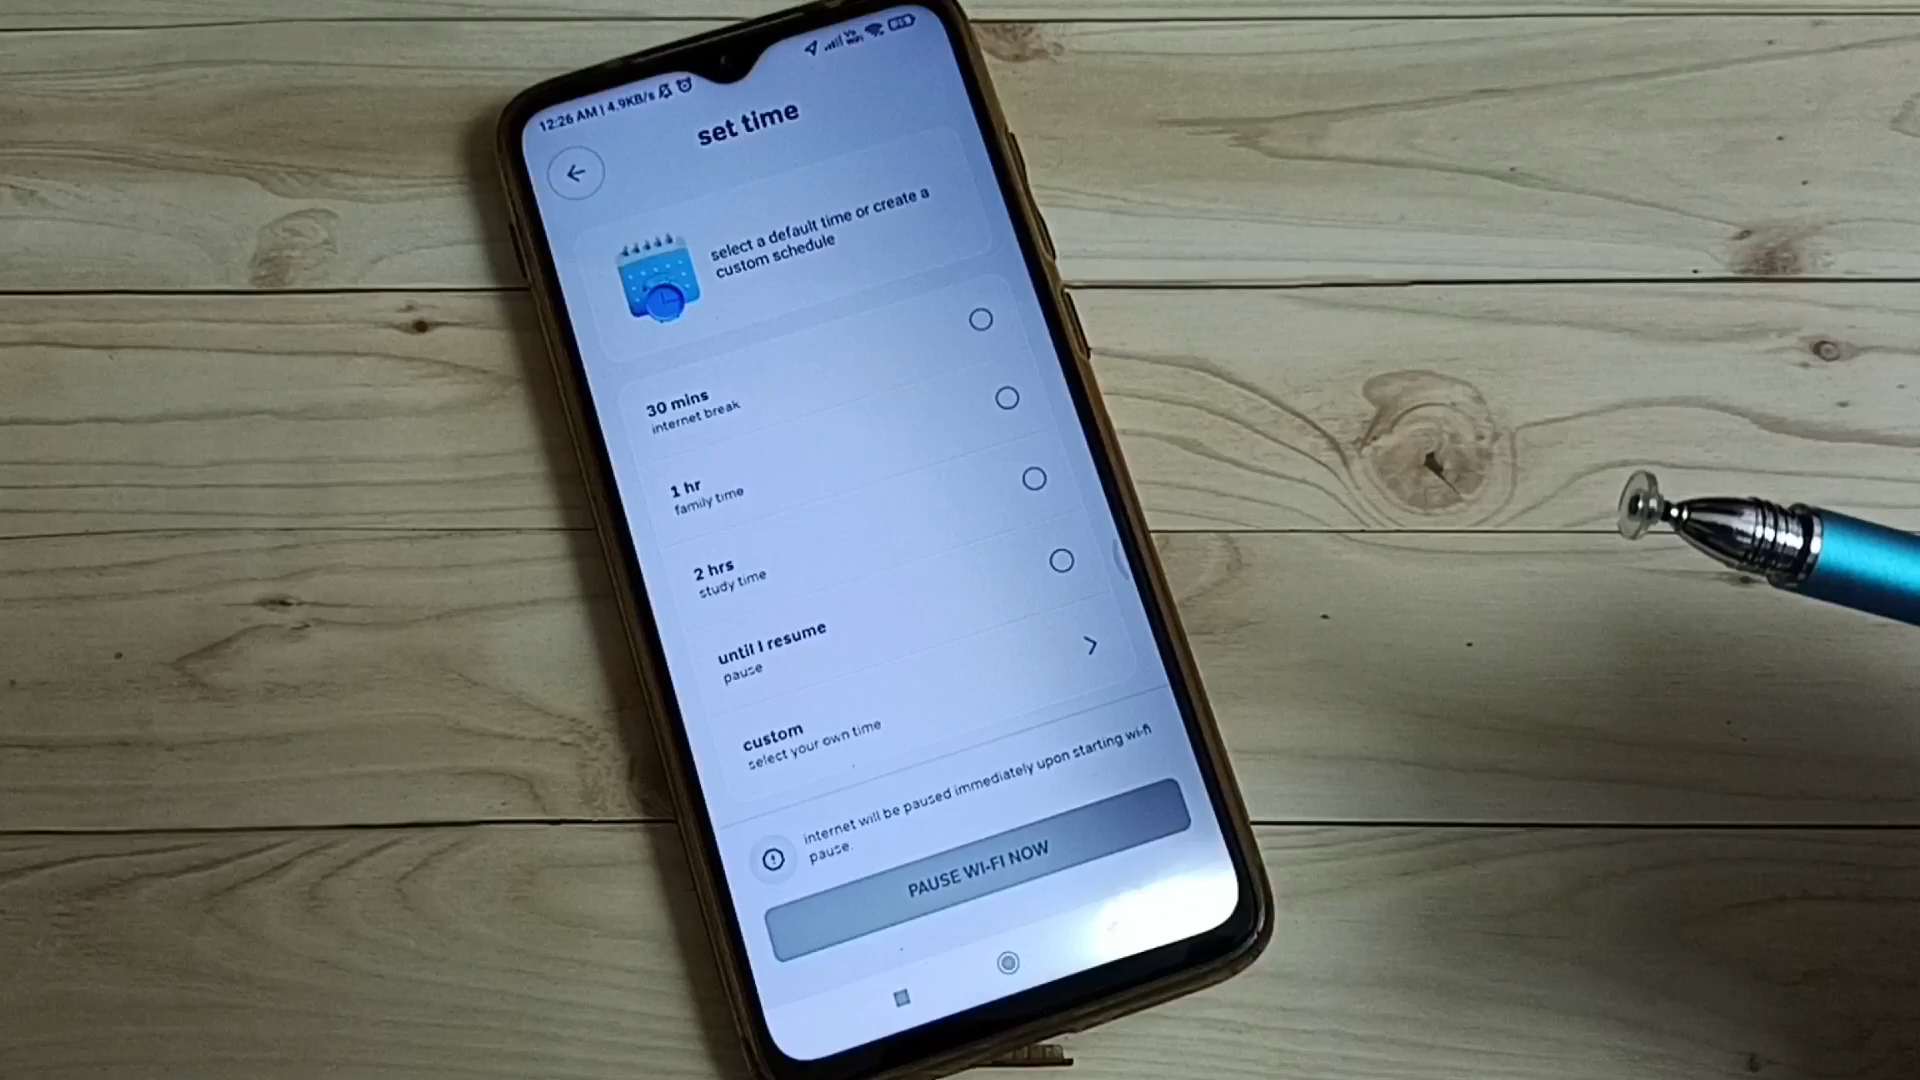 12:26 AM | 4.9KB/s
Vo
WiFi
set time
select a default time or create a
custom schedule
30 mins
internet break
1 hr
family time
2 hrs
study time
until I resume
pause
custom
select your own time
internet will be paused immediately upon starting wi-fi
pause.
PAUSE WI-FI NOW